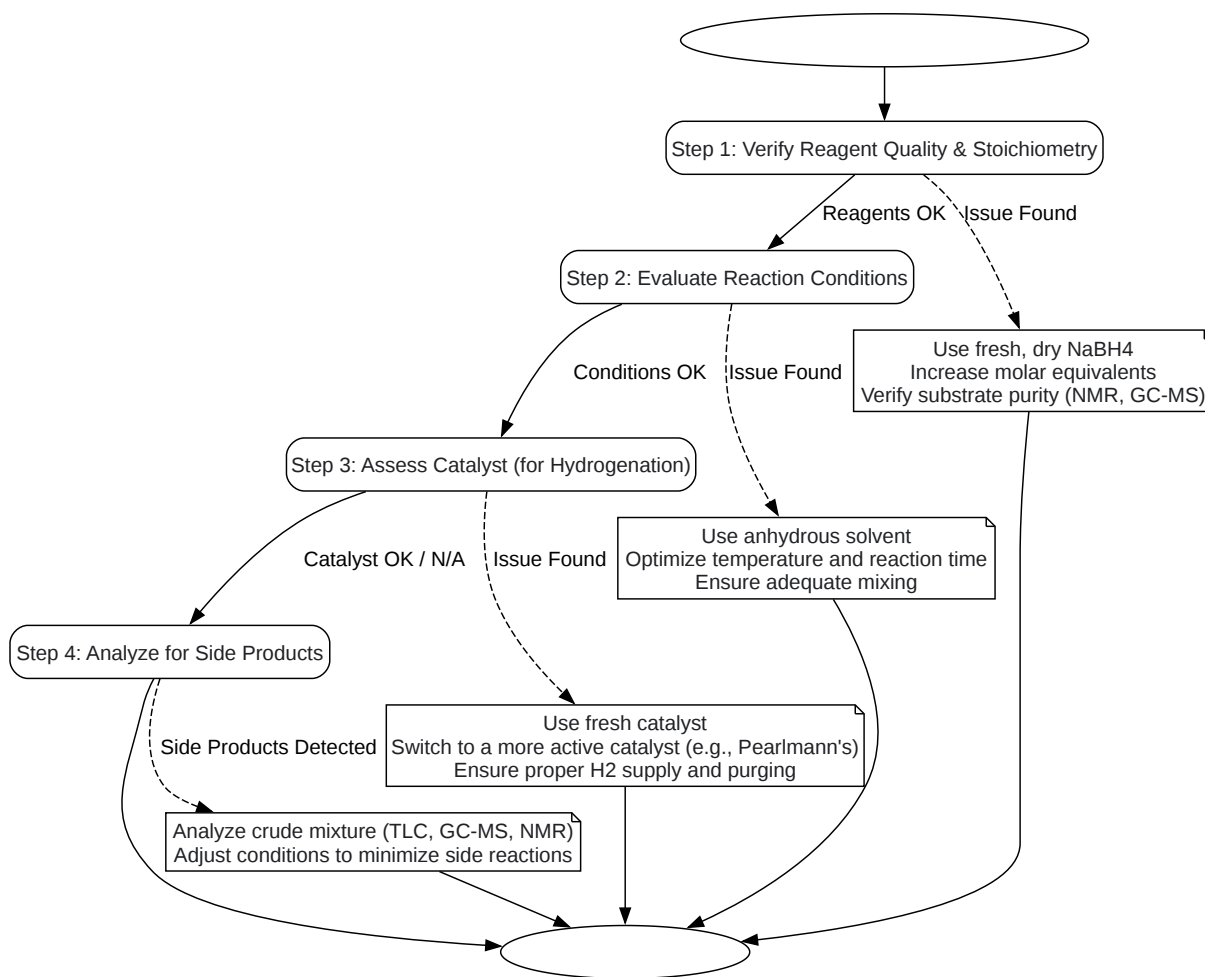 Step 1: Verify Reagent Quality & Stoichiometry
Reagents OK
Issue Found
Step 2: Evaluate Reaction Conditions
Use fresh, dry NaBH4
Increase molar equivalents
Verify substrate purity (NMR, GC-MS)
Conditions OK
Issue Found
Step 3: Assess Catalyst (for Hydrogenation)
Use anhydrous solvent
Optimize temperature and reaction time
Ensure adequate mixing
Catalyst OK / N/A
Issue Found
Step 4: Analyze for Side Products
Use fresh catalyst
Switch to a more active catalyst (e.g., Pearlmann's)
Ensure proper H2 supply and purging
Side Products Detected
Analyze crude mixture (TLC, GC-MS, NMR)
Adjust conditions to minimize side reactions